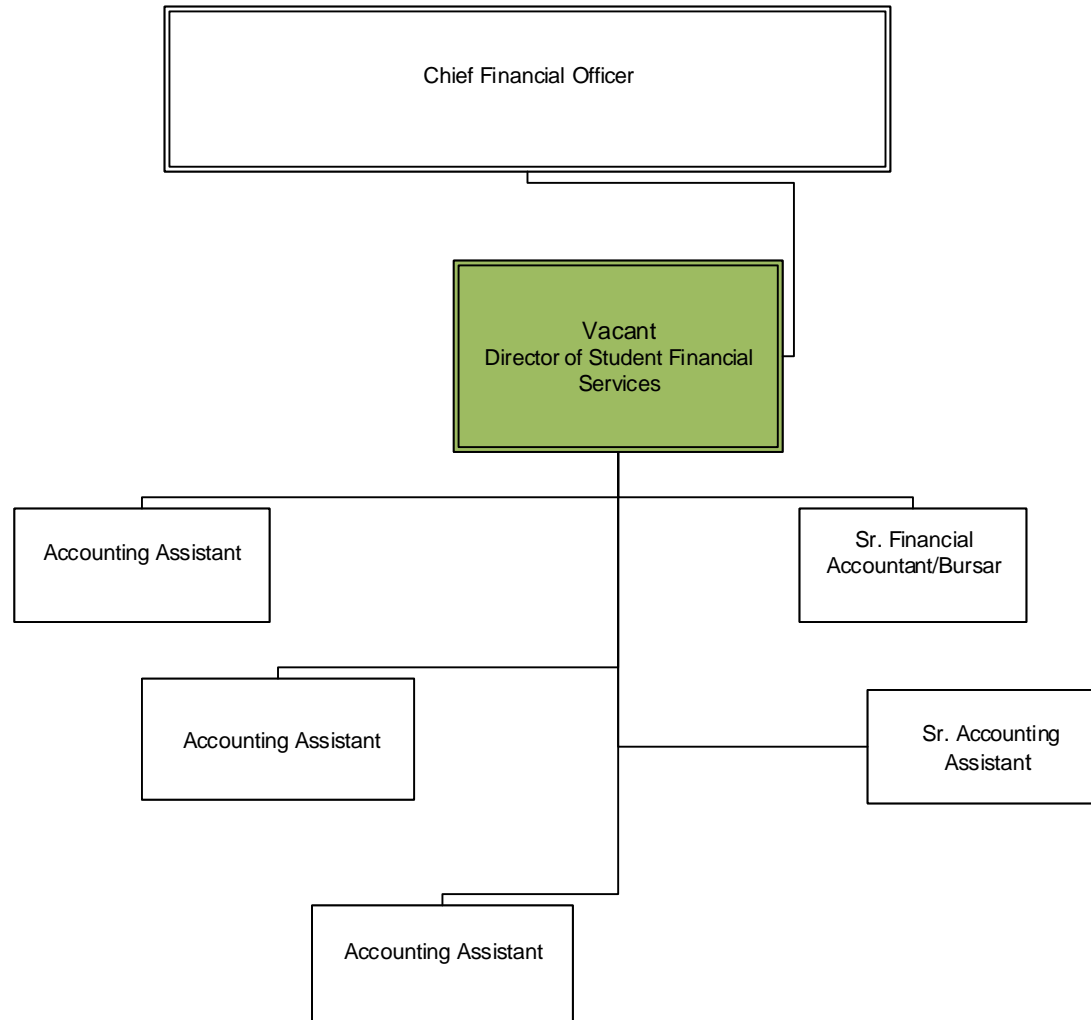 Chief Financial Officer
Vacant
Director of Student Financial
Services
Accounting Assistant
Sr. Financial
Accountant/Bursar
Accounting Assistant
Sr. Accounting
Assistant
Accounting Assistant